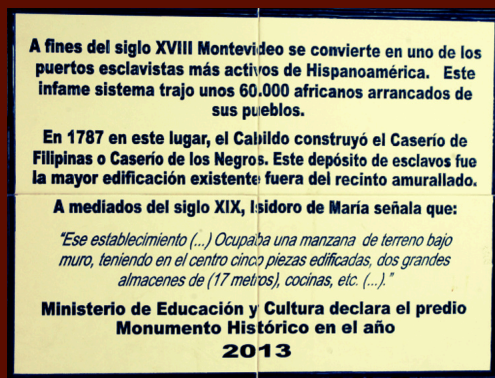 A fines del siglo XVIII Montevideo se convierte en uno de los
puertos esclavistas más activos de Hispanoamérica. Este
infame sistema trajo unos 60.000 africanos arrancados de
sus pueblos.
En 1787 en este lugar, el Cabildo construyó el Caserío de
Filipinas o Caserío de los Negros. Este depósito de esclavos fue
la mayor edificación existente fuera del recinto amurallado.
A mediados del siglo XIX, Isidoro de María señala que:
"Ese establecimiento (...) Ocupaba una manzana de terreno bajo
muro, teniendo en el centro cinco piezas edificadas, dos grandes
almacenes de (17 metros), cocinas, etc. (...)."
Ministerio de Educación y Cultura declara el predio
Monumento Histórico en el año
2013